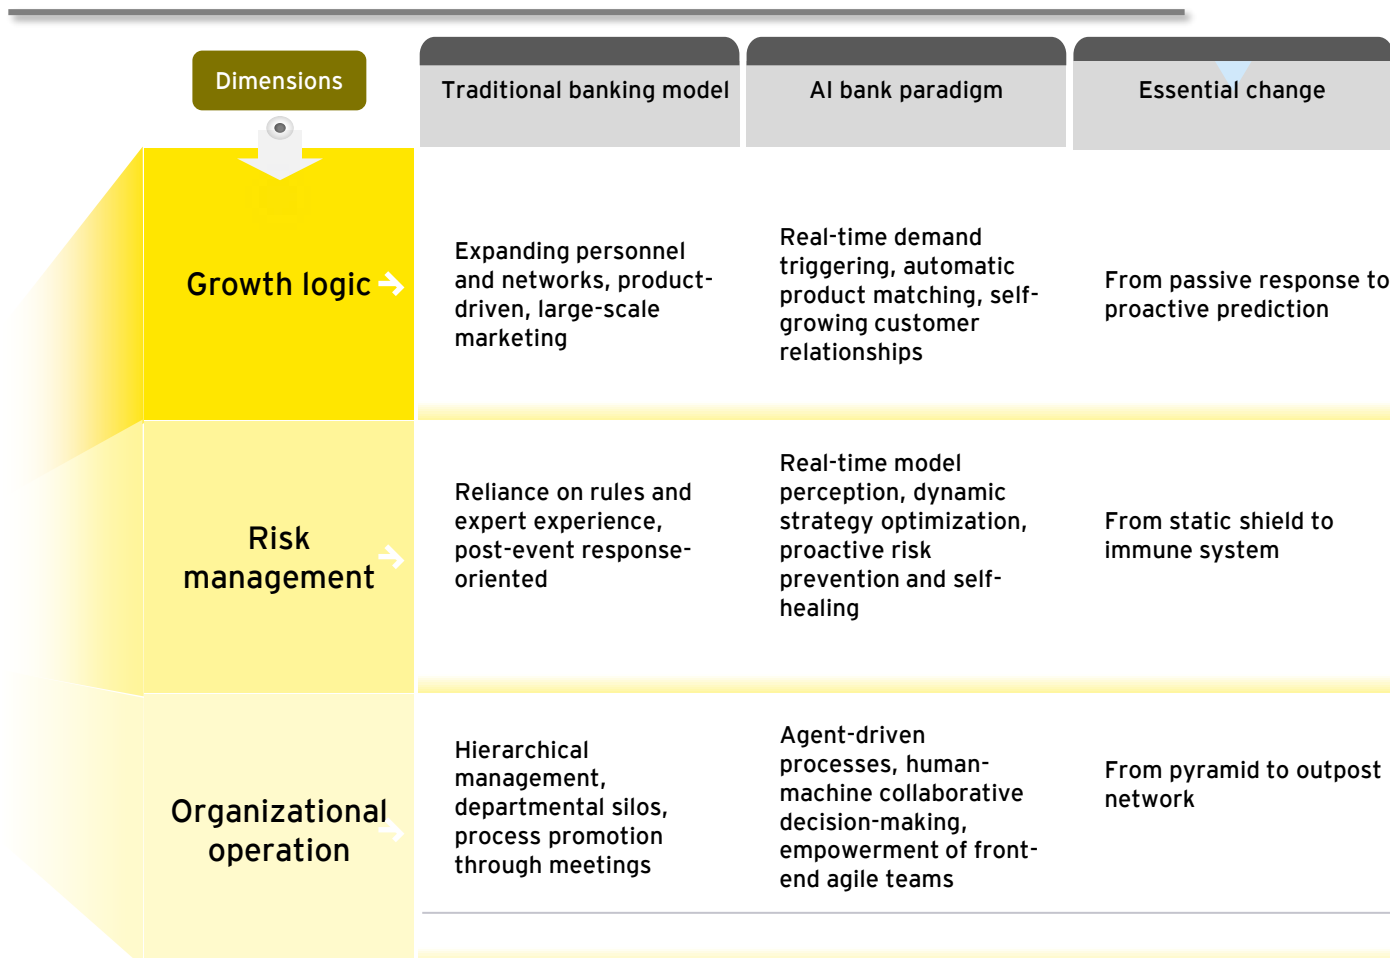 Dimensions
Traditional banking model
AI bank paradigm
Essential change
Growth logic
Expanding personnel
and networks, product-
driven, large-scale
marketing
Real-time demand
triggering, automatic
product matching, self-
growing customer
relationships
From passive response to
proactive prediction
Risk
management
Reliance on rules and
expert experience,
post-event response-
oriented
Real-time model
perception, dynamic
strategy optimization,
proactive risk
prevention and self-
healing
From static shield to
immune system
Organizational
operation
Hierarchical
management,
departmental silos,
process promotion
through meetings
Agent-driven
processes, human-
machine collaborative
decision-making,
empowerment of front-
end agile teams
From pyramid to outpost
network